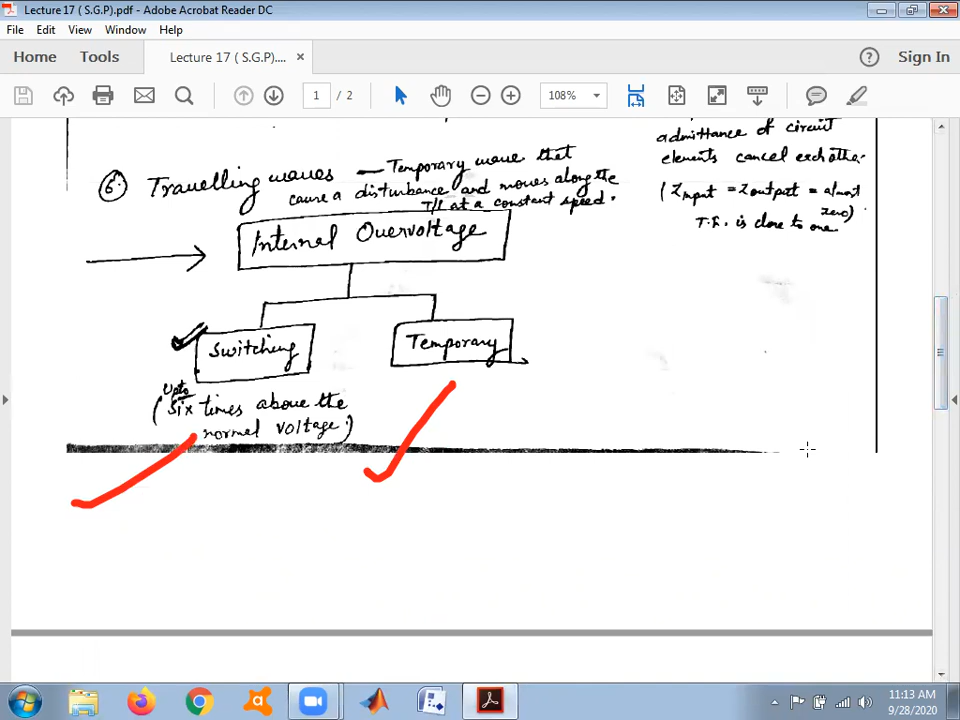 Lecture 17 ( S.G.P).pdf - Adobe Acrobat Reader DC
File Edit View Window Help
Home Tools Lecture 17 ( S.G.P).... × Sign In
1 / 2 108%
admittance of circuit
elements cancel each other
(Zinput = Zoutput = almost
zero)
T.F. is close to one.
6. Travelling waves — Temporary wave that
cause a disturbance and moves along the
T/l at a constant speed.
Internal Overvoltage
Switching
Temporary
(Upto
Six times above the
normal voltage.)
11:13 AM
9/28/2020